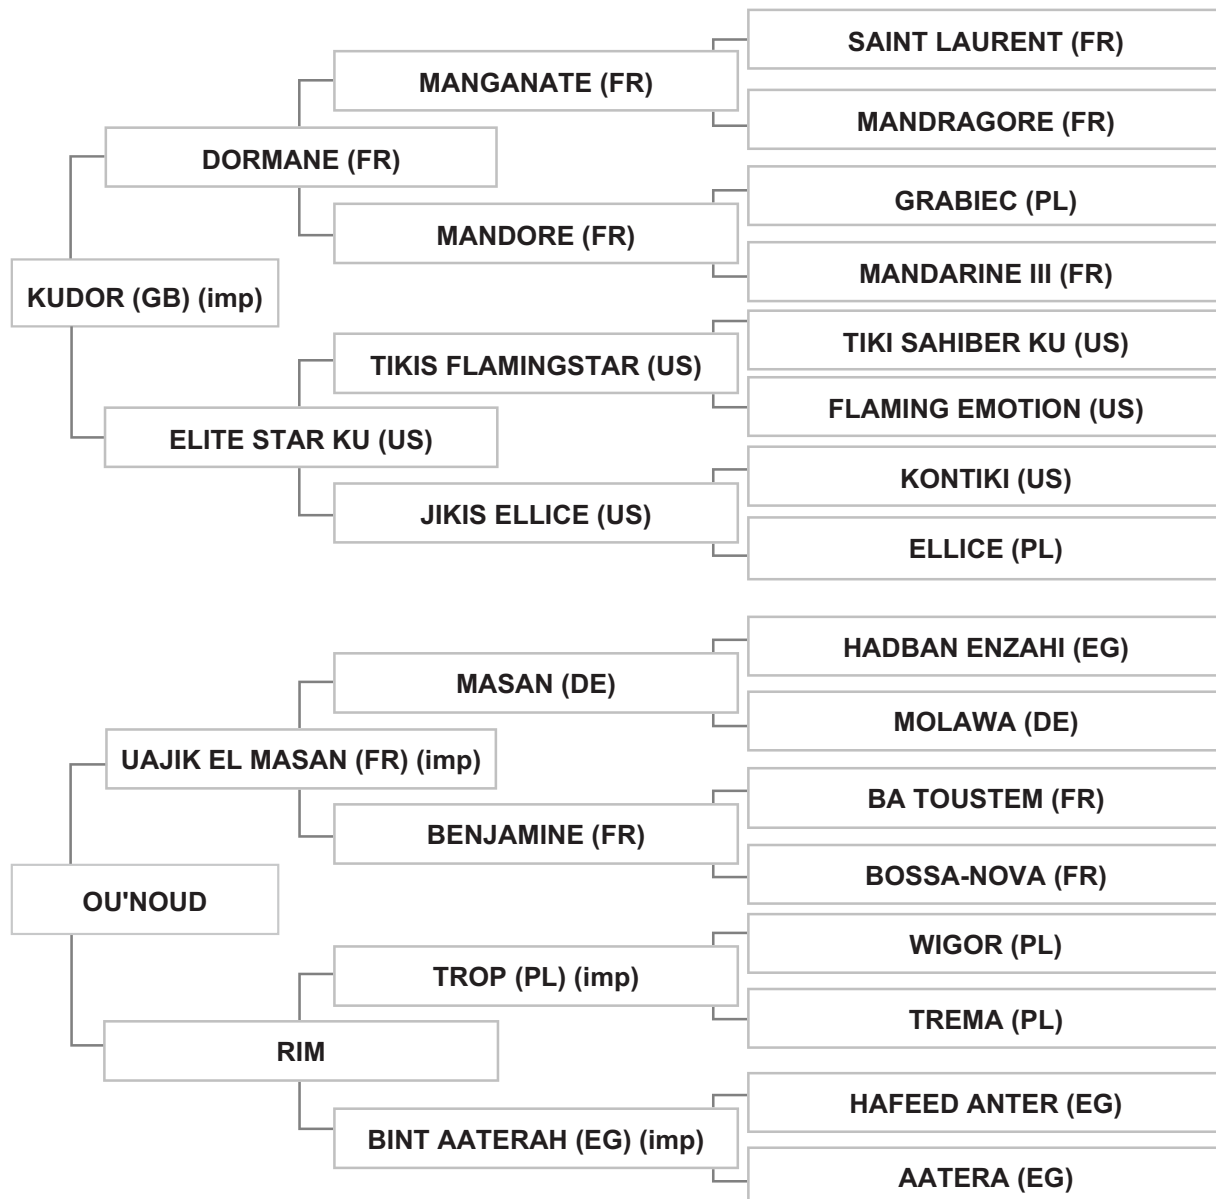 SAINT LAURENT (FR)
MANGANATE (FR)
MANDRAGORE (FR)
DORMANE (FR)
GRABIEC (PL)
MANDORE (FR)
MANDARINE III (FR)
KUDOR (GB) (imp)
TIKI SAHIBER KU (US)
TIKIS FLAMINGSTAR (US)
FLAMING EMOTION (US)
ELITE STAR KU (US)
KONTIKI (US)
JIKIS ELLICE (US)
ELLICE (PL)
HADBAN ENZAHI (EG)
MASAN (DE)
MOLAWA (DE)
UAJIK EL MASAN (FR) (imp)
BA TOUSTEM (FR)
BENJAMINE (FR)
BOSSA-NOVA (FR)
OU'NOUD
WIGOR (PL)
TROP (PL) (imp)
TREMA (PL)
RIM
HAFEED ANTER (EG)
BINT AATERAH (EG) (imp)
AATERA (EG)